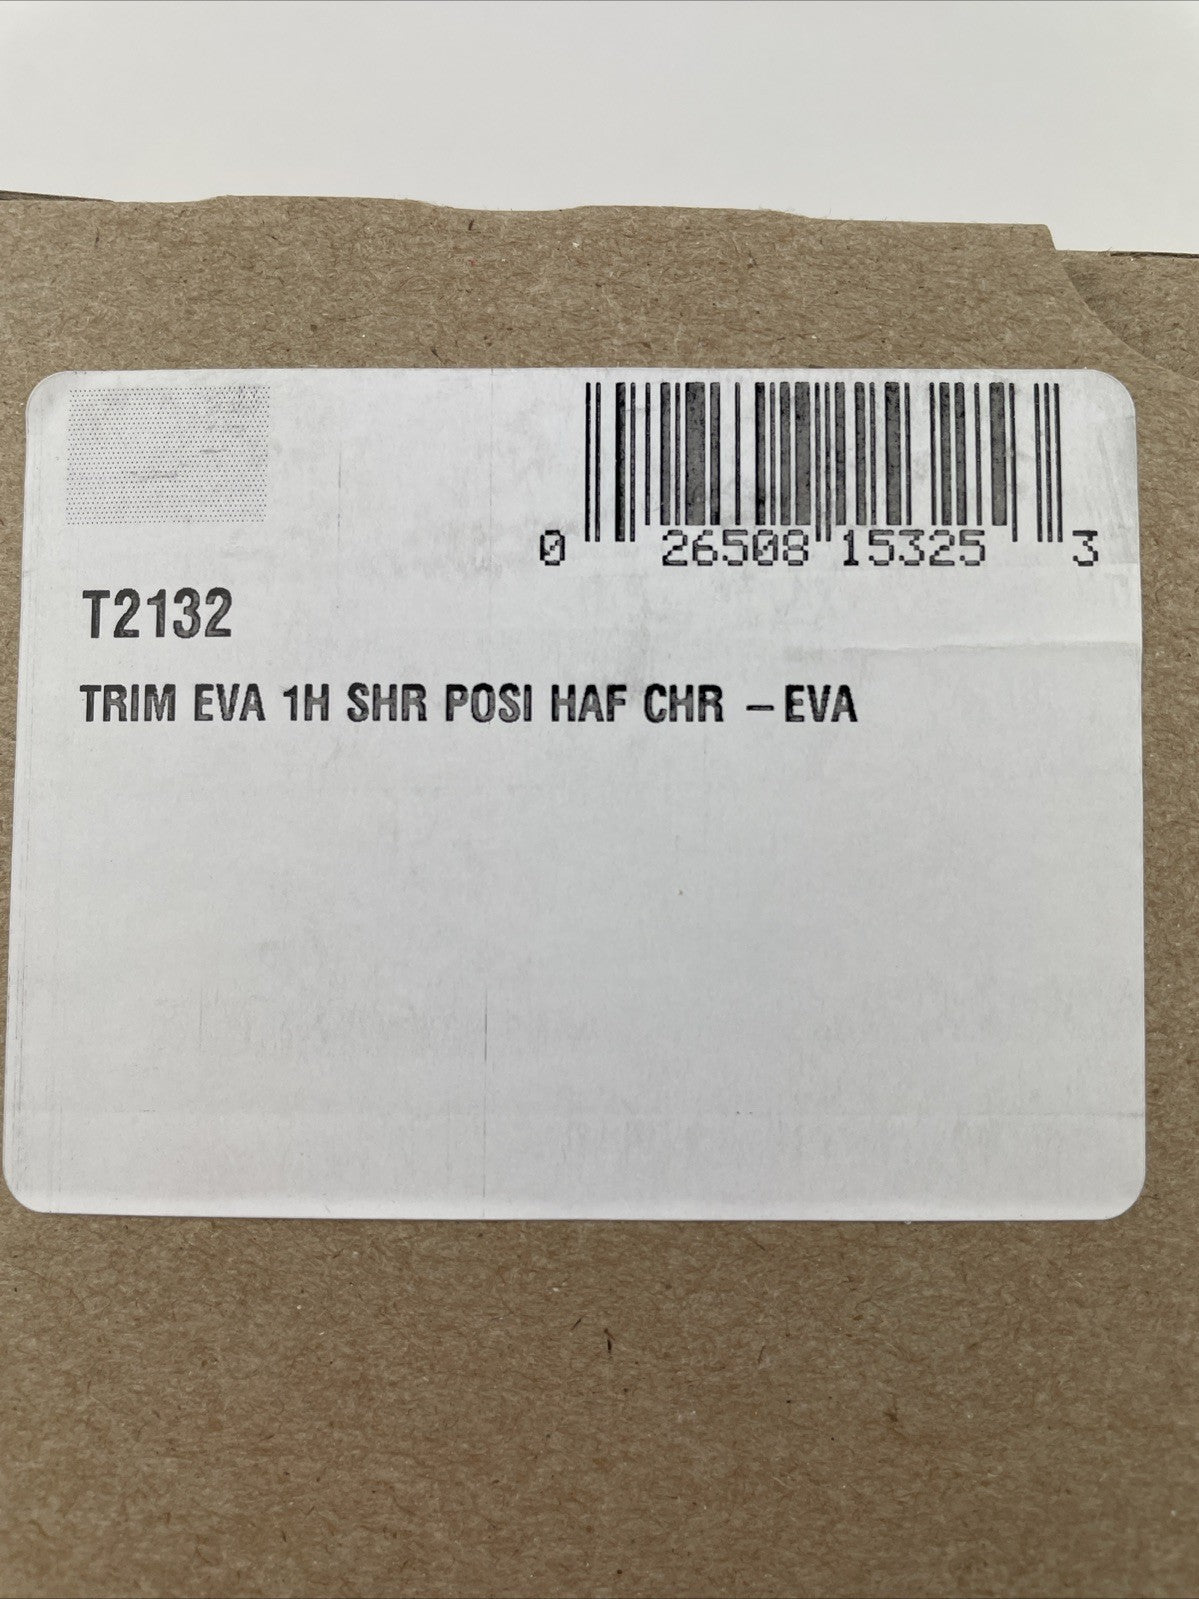 0 26508 15325 3
T2132
TRIM EVA 1H SHR POSI HAF CHR – EVA